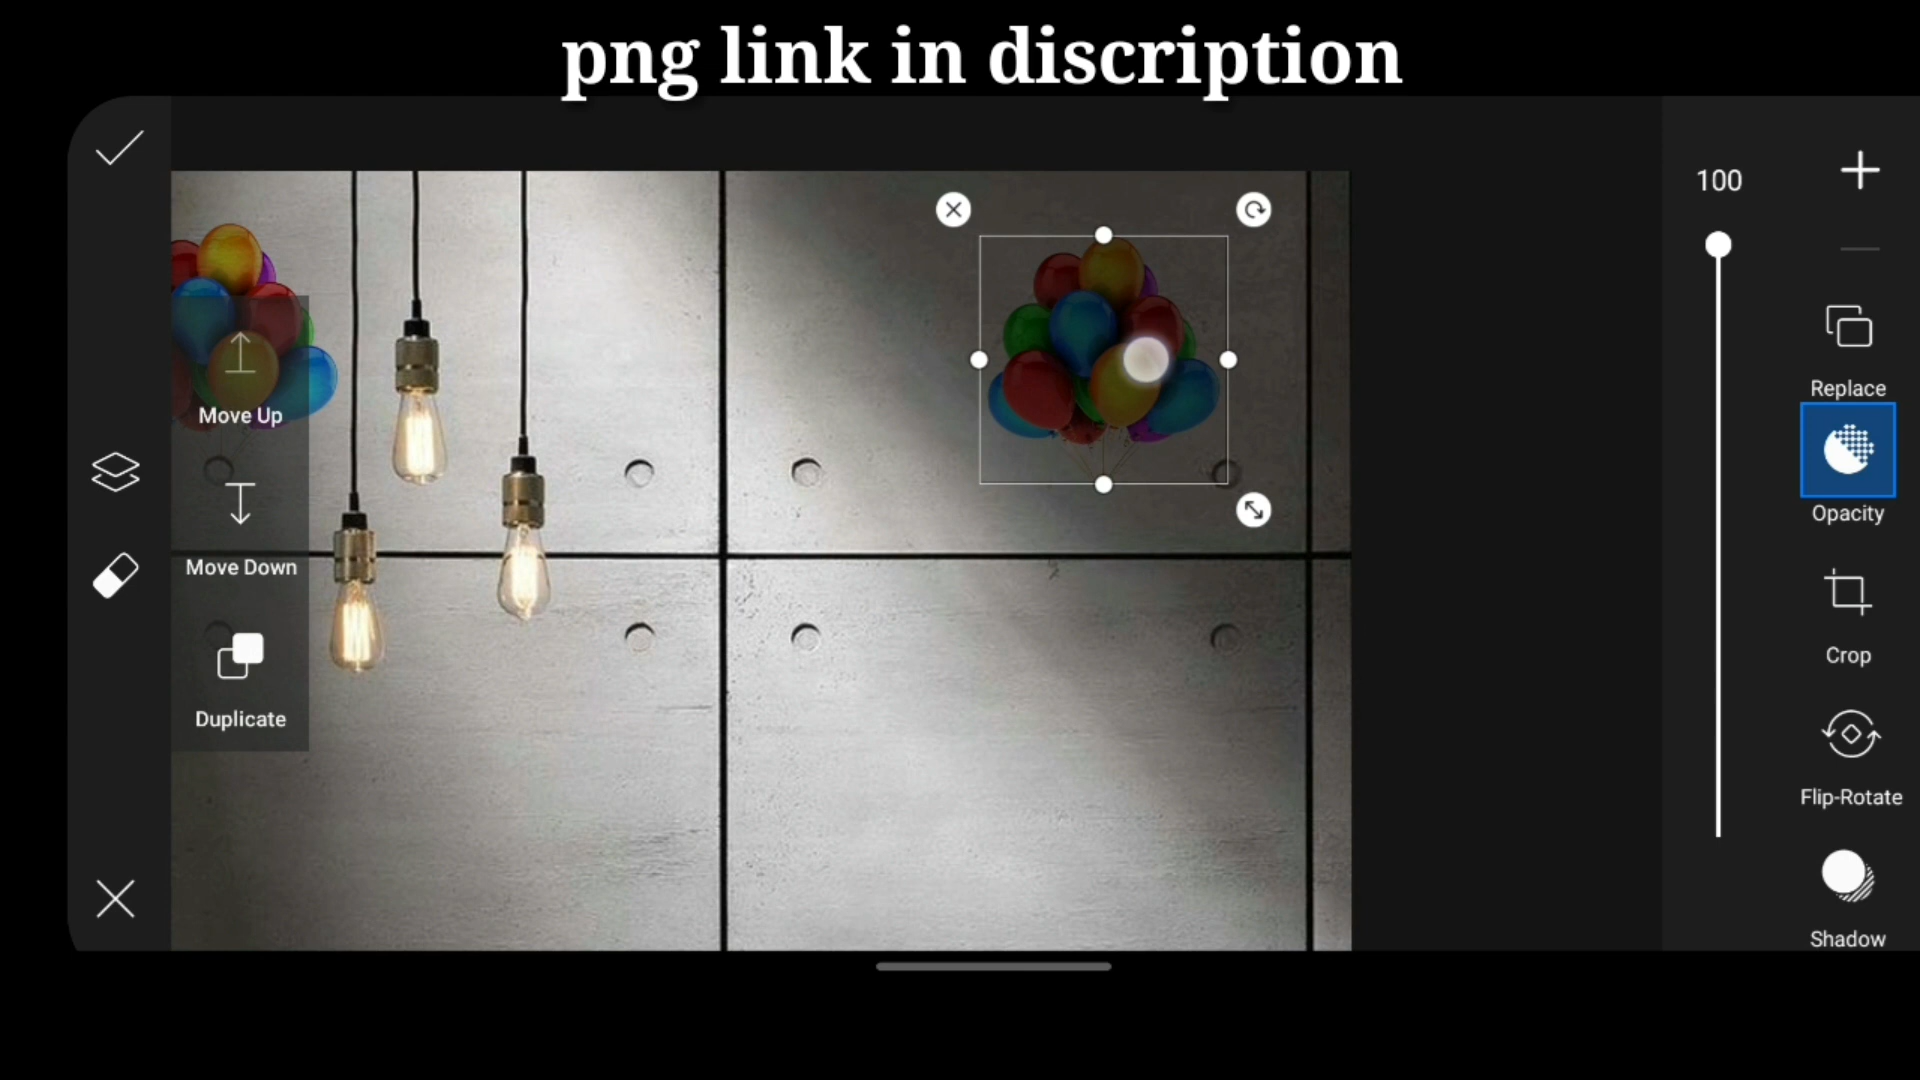 png link in discription
100
Replace
Move Up
Opacity
Move Down
Crop
Duplicate
Flip-Rotate
Shadow